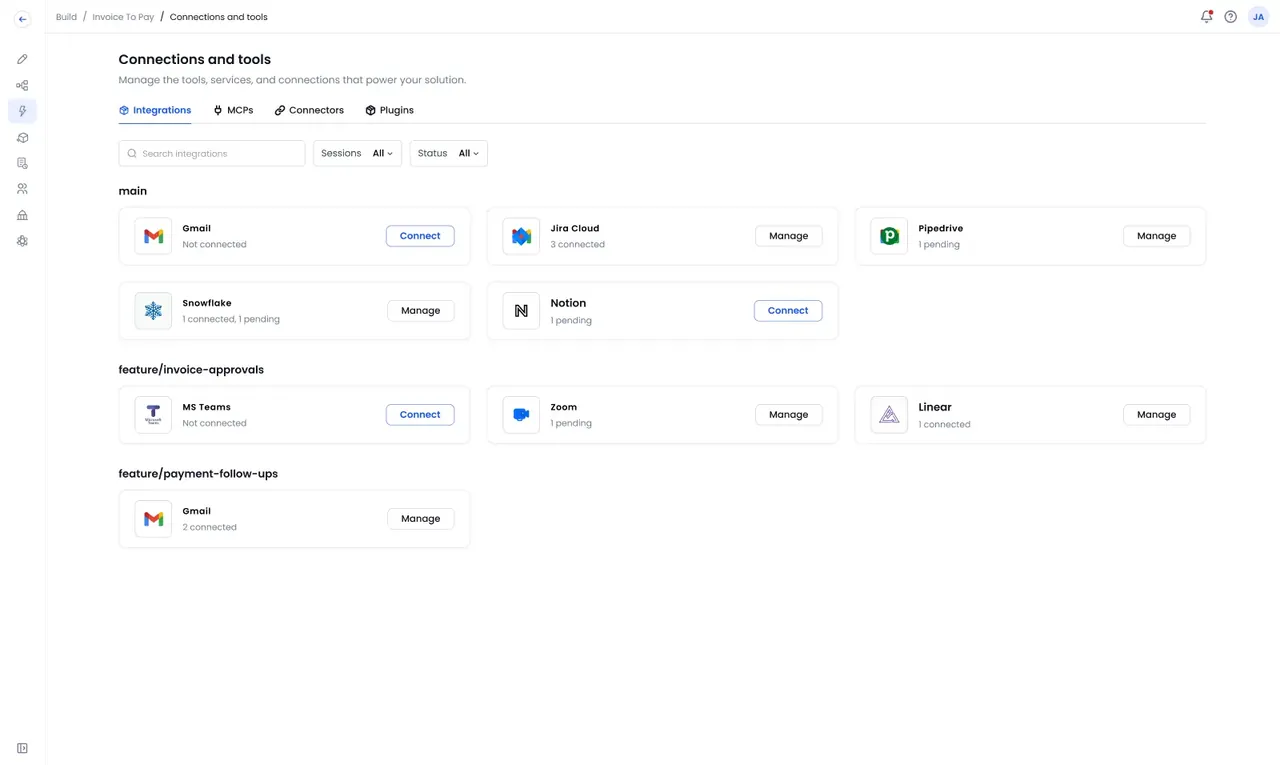 Build / Invoice To Pay / Connections and tools
JA
Connections and tools
Manage the tools, services, and connections that power your solution.
Integrations MCPs Connectors Plugins
Search integrations Sessions All Status All
main
Gmail
Not connected
Connect
Jira Cloud
3 connected
Manage
Pipedrive
1 pending
Manage
Snowflake
1 connected, 1 pending
Manage
Notion
1 pending
Connect
feature/invoice-approvals
Microsoft
Teams
MS Teams
Not connected
Connect
Zoom
1 pending
Manage
Linear
1 connected
Manage
feature/payment-follow-ups
Gmail
2 connected
Manage